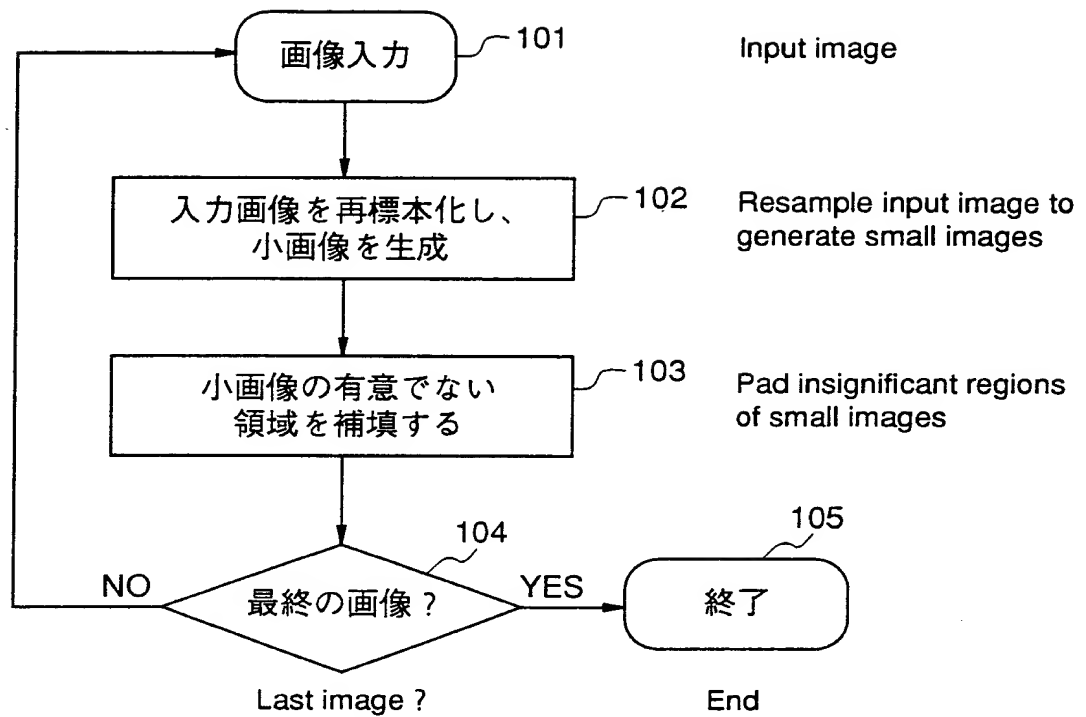 画像入力
101
Input image
入力画像を再標本化し、
小画像を生成
102
Resample input image to
generate small images
小画像の有意でない
領域を補填する
103
Pad insignificant regions
of small images
104
105
NO
最終の画像？
YES
終了
Last image ?
End